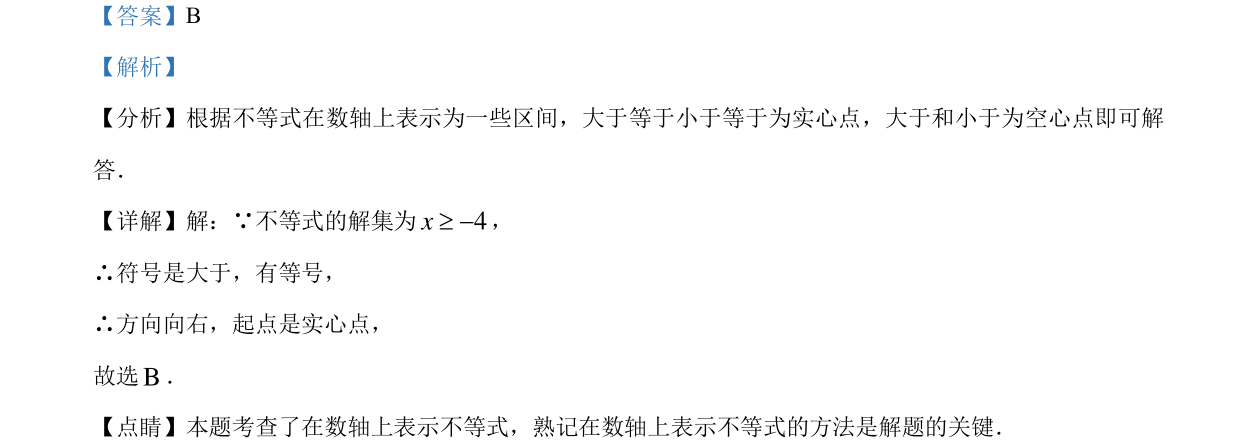 【答案】B
【解析】
【分析】根据不等式在数轴上表示为一些区间，大于等于小于等于为实心点，大于和小于为空心点即可解
答．
【详解】解：∵不等式的解集为 x ≥ −4，
∴符号是大于，有等号，
∴方向向右，起点是实心点，
故选 B．
【点睛】本题考查了在数轴上表示不等式，熟记在数轴上表示不等式的方法是解题的关键．